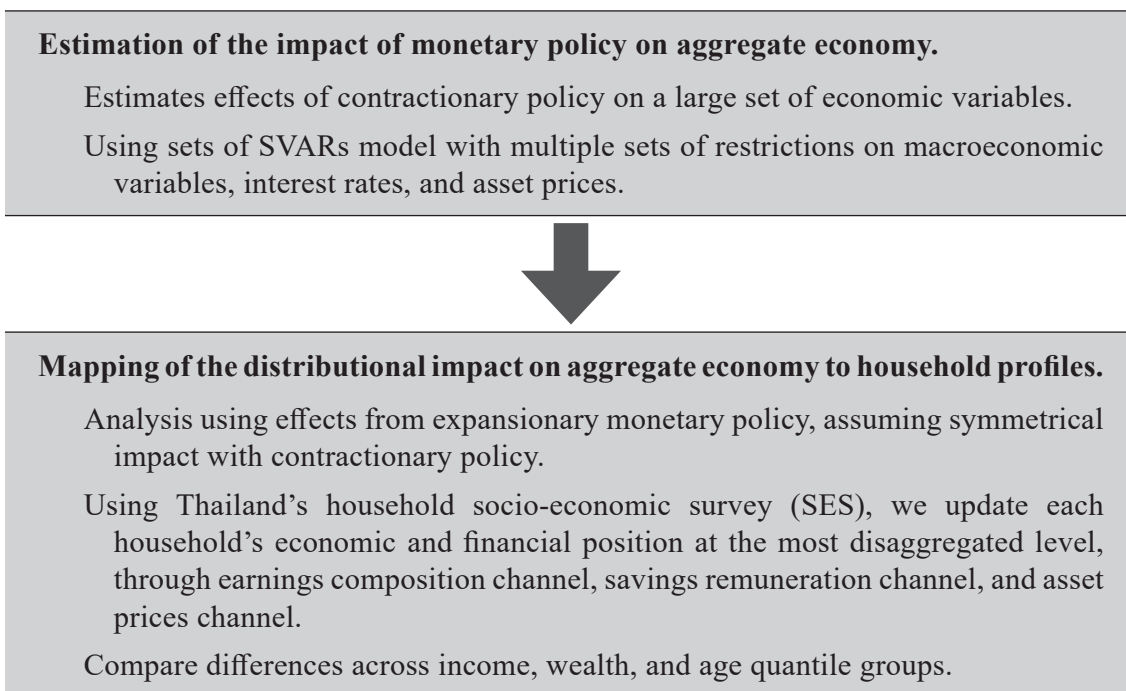 Estimation of the impact of monetary policy on aggregate economy.
Estimates effects of contractionary policy on a large set of economic variables.
Using sets of SVARs model with multiple sets of restrictions on macroeconomic
variables, interest rates, and asset prices.
Mapping of the distributional impact on aggregate economy to household profiles.
Analysis using effects from expansionary monetary policy, assuming symmetrical
impact with contractionary policy.
Using Thailand’s household socio-economic survey (SES), we update each
household’s economic and financial position at the most disaggregated level,
through earnings composition channel, savings remuneration channel, and asset
prices channel.
Compare differences across income, wealth, and age quantile groups.